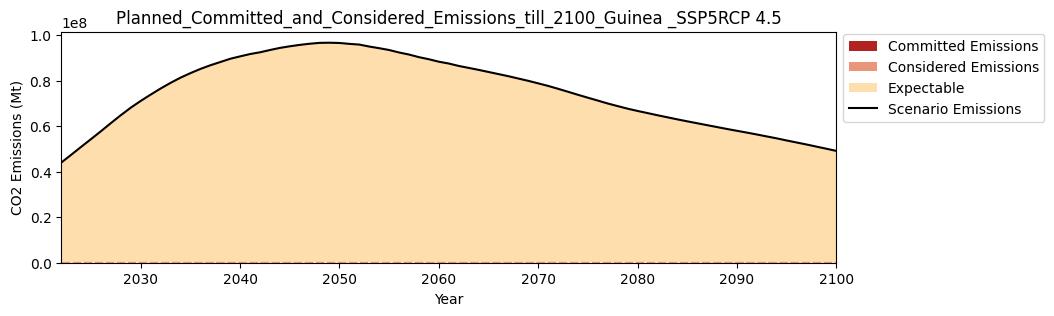 Planned_Committed_and_Considered_Emissions_till_2100_Guinea _SSP5RCP 4.5
1e8
1.0
0.8
0.6
0.4
0.2
0.0
CO2 Emissions (Mt)
2030 2040 2050 2060 2070 2080 2090 2100
Year
Committed Emissions
Considered Emissions
Expectable
Scenario Emissions